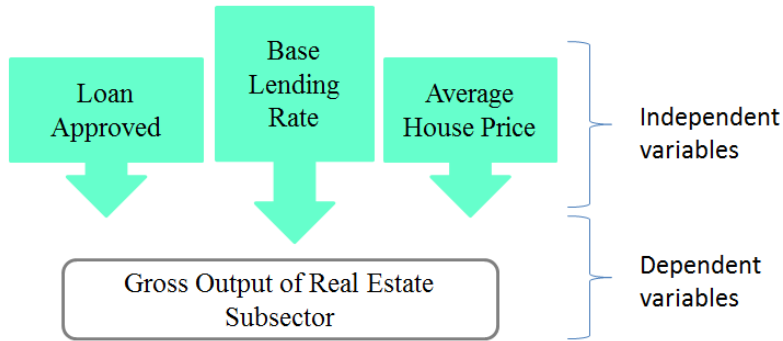 Loan
Approved
Base
Lending
Rate
Average
House Price
Independent
variables
Gross Output of Real Estate
Subsector
Dependent
variables